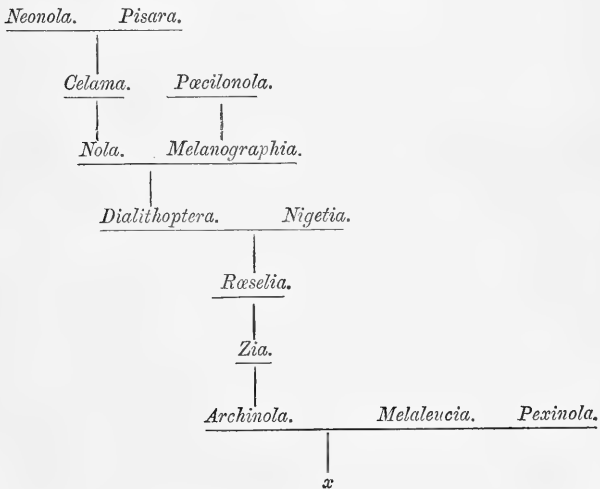 Neonola. Pisara.
Celama. Pœcilonola.
Nola. Melanographia.
Dialithoptera. Nigetia.
Rœselia.
Zia.
Archinola. Melaleucia. Pexinola.
x